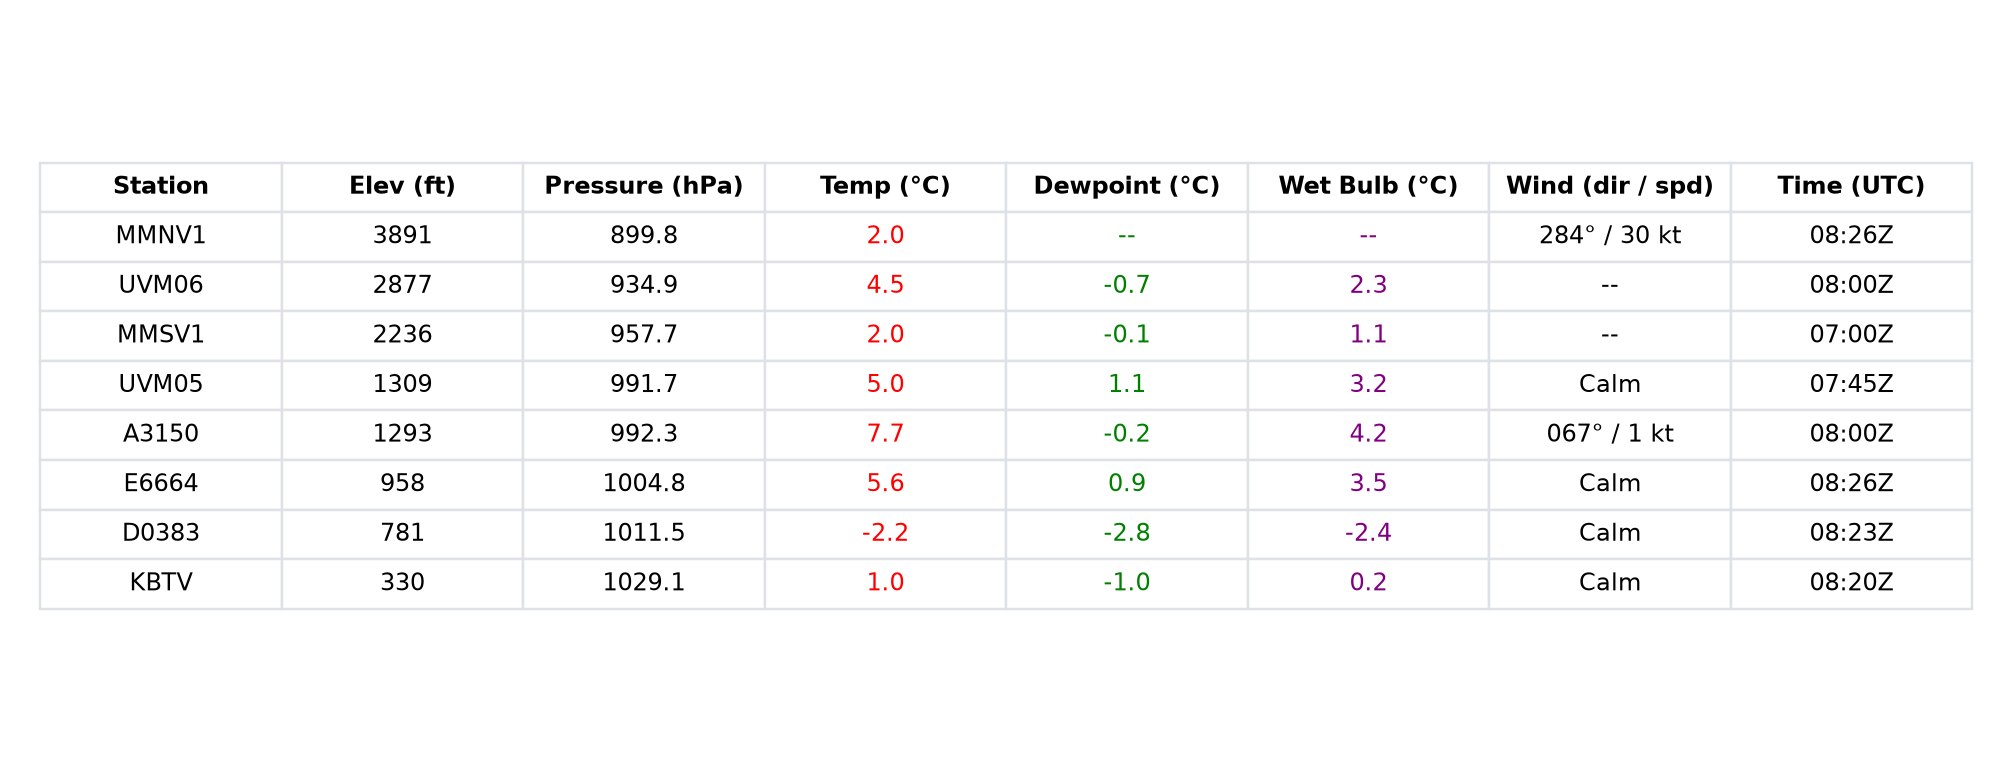 Station Elev (ft) Pressure (hPa) Temp (°C) Dewpoint (°C) Wet Bulb (°C) Wind (dir / spd) Time (UTC)
MMNV1 3891 899.8 2.0 -- -- 284° / 30 kt 08:26Z
UVM06 2877 934.9 4.5 -0.7 2.3 -- 08:00Z
MMSV1 2236 957.7 2.0 -0.1 1.1 -- 07:00Z
UVM05 1309 991.7 5.0 1.1 3.2 Calm 07:45Z
A3150 1293 992.3 7.7 -0.2 4.2 067° / 1 kt 08:00Z
E6664 958 1004.8 5.6 0.9 3.5 Calm 08:26Z
D0383 781 1011.5 -2.2 -2.8 -2.4 Calm 08:23Z
KBTV 330 1029.1 1.0 -1.0 0.2 Calm 08:20Z